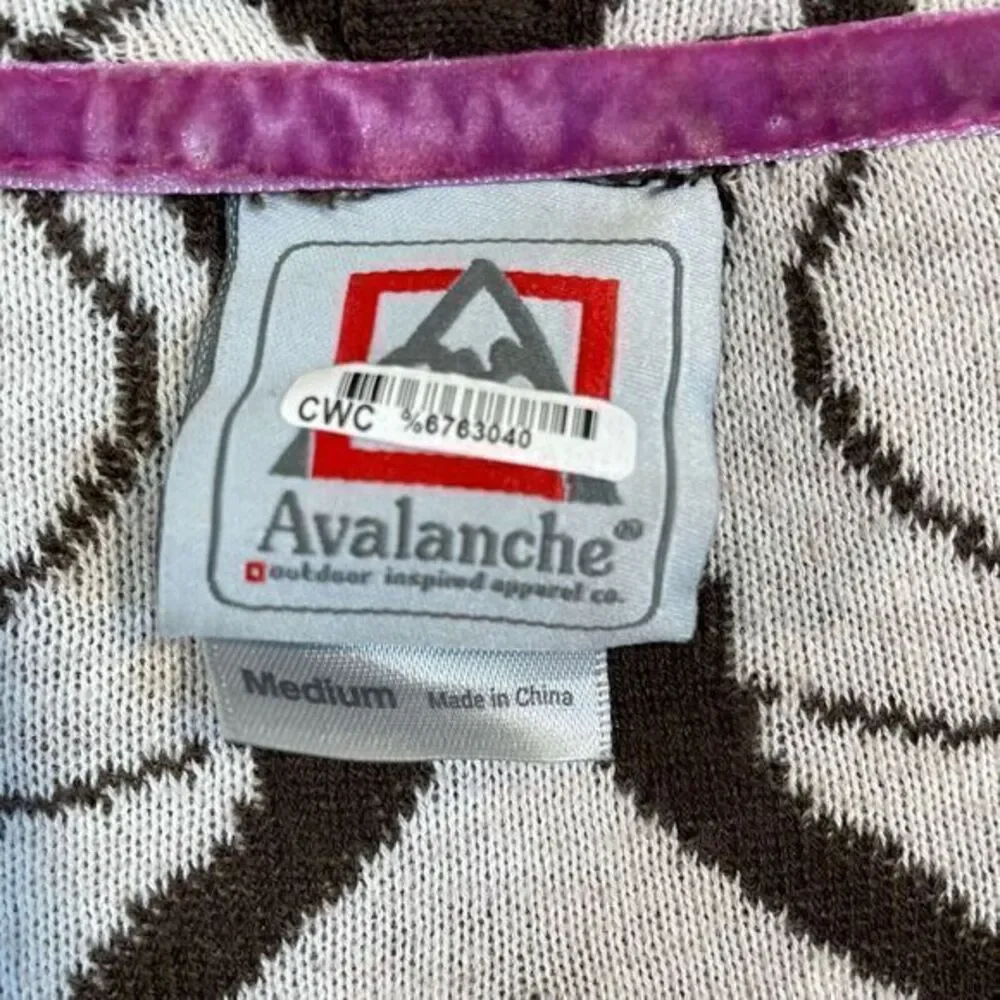 CWC %6763040
Avalanche®
outdoor inspired apparel co.
Medium Made in China